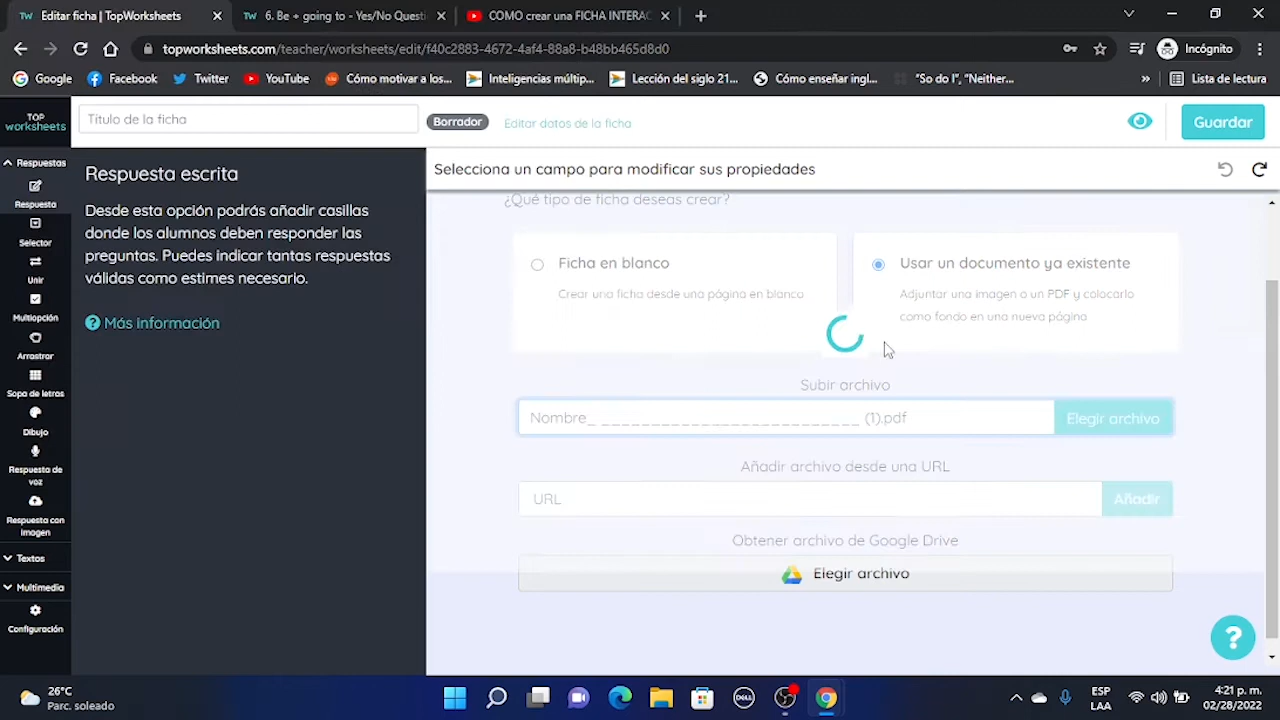 Editar ficha
6. Be + going to - Yes/No Questi
COMO crear una FICHA INTERAC
topworksheets.com/teacher/worksheets/edit/f40c2883-4672-4af4-88a8-b48bb465d8d0
Incógnito
Google
Facebook
Twitter
YouTube
Cómo motivar a los...
Inteligencias múltip...
Lección del siglo 21...
Cómo enseñar ingl...
"So do I", "Neither...
»
Lista de lectura
TOP
worksheets
Título de la ficha
Borrador
Editar datos de la ficha
Guardar
Respuestas
Respuesta
Selector
Unir
Multiopción
Arrastrar
Sopa de letras
Dibujo
Respuesta de
voz
Respuesta con
imagen
Textos
Multimedia
Configuración
Respuesta escrita
Desde esta opción podrás añadir casillas
donde los alumnos deben responder las
preguntas. Puedes indicar tantas respuestas
válidas como estime necesario.
Más información
Selecciona un campo para modificar sus propiedades
¿Qué tipo de ficha deseas crear?
Ficha en blanco
Crear una ficha desde una página en blanco
Usar un documento ya existente
Adjuntar una imagen o un PDF y colocarlo
como fondo en una nueva página
Subir archivo
Nombre_ __________________________ (1).pdf
Elegir archivo
Añadir archivo desde una URL
URL
Añadir
Obtener archivo de Google Drive
Elegir archivo
?
26°C
Parc. soleado
DELL
ESP
LAA
4:21 p. m.
02/28/2022